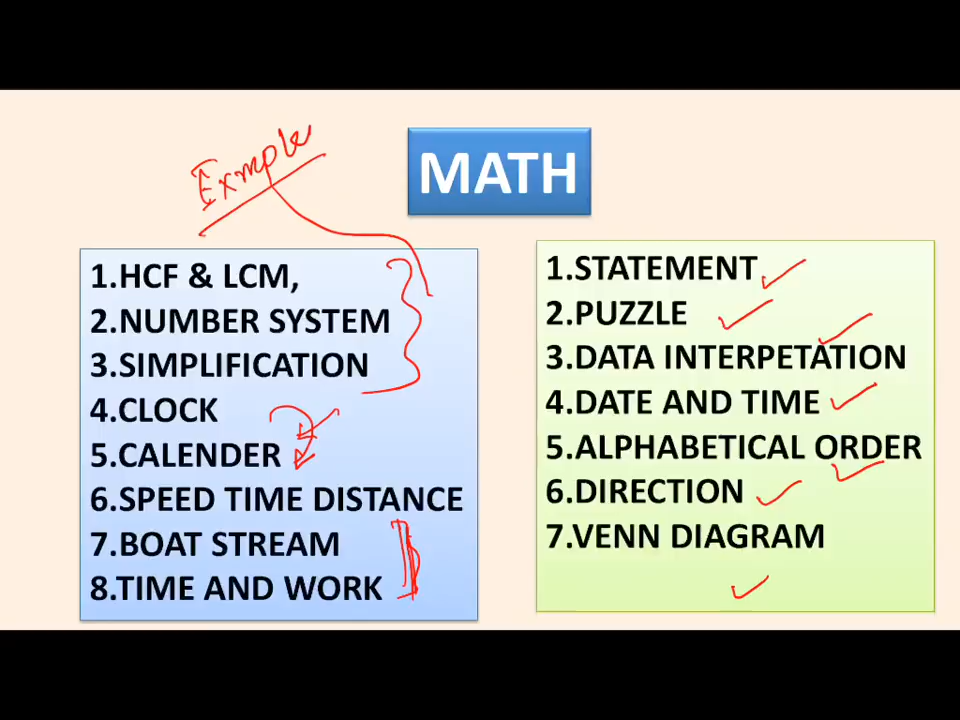 Exmple
MATH
1.HCF & LCM,
2.NUMBER SYSTEM
3.SIMPLIFICATION
4.CLOCK
5.CALENDER
6.SPEED TIME DISTANCE
7.BOAT STREAM
8.TIME AND WORK
1.STATEMENT
2.PUZZLE
3.DATA INTERPETATION
4.DATE AND TIME
5.ALPHABETICAL ORDER
6.DIRECTION
7.VENN DIAGRAM